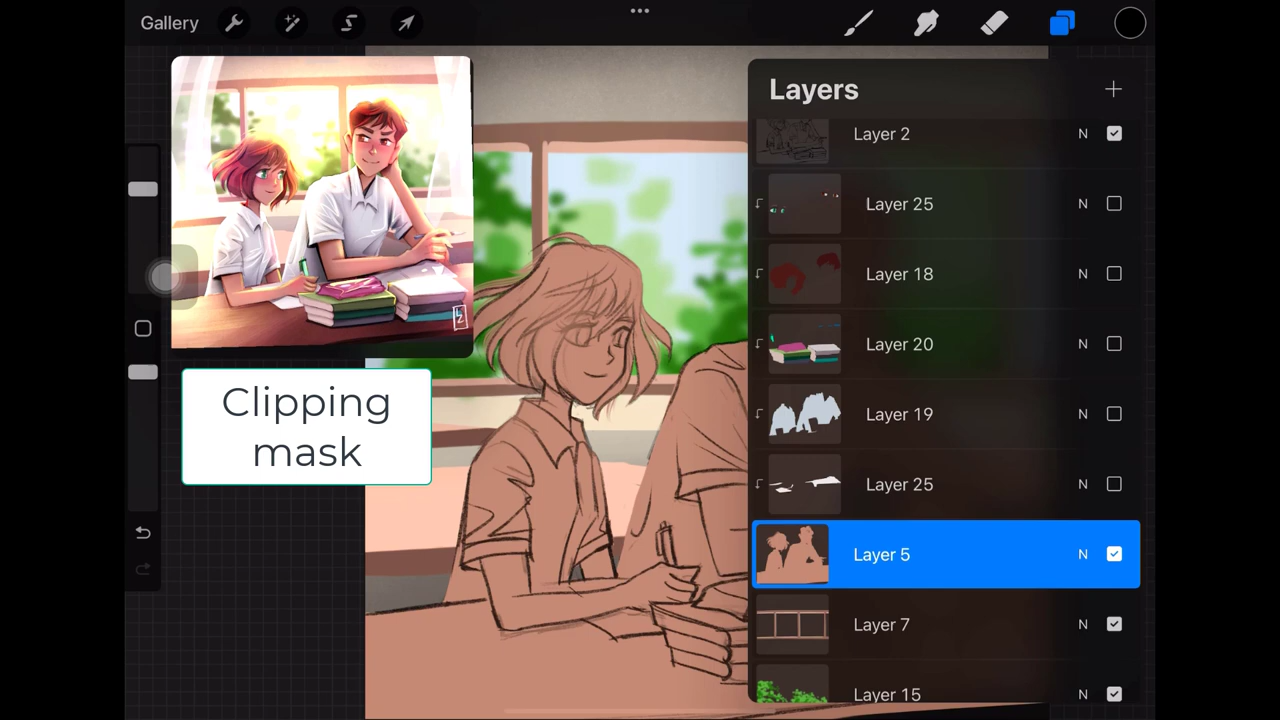 Gallery
Layers
Layer 2 N
Layer 25 N
Layer 18 N
Layer 20 N
Layer 19 N
Layer 25 N
Layer 5 N
Layer 7 N
Layer 15 N
Clipping
mask
LZ